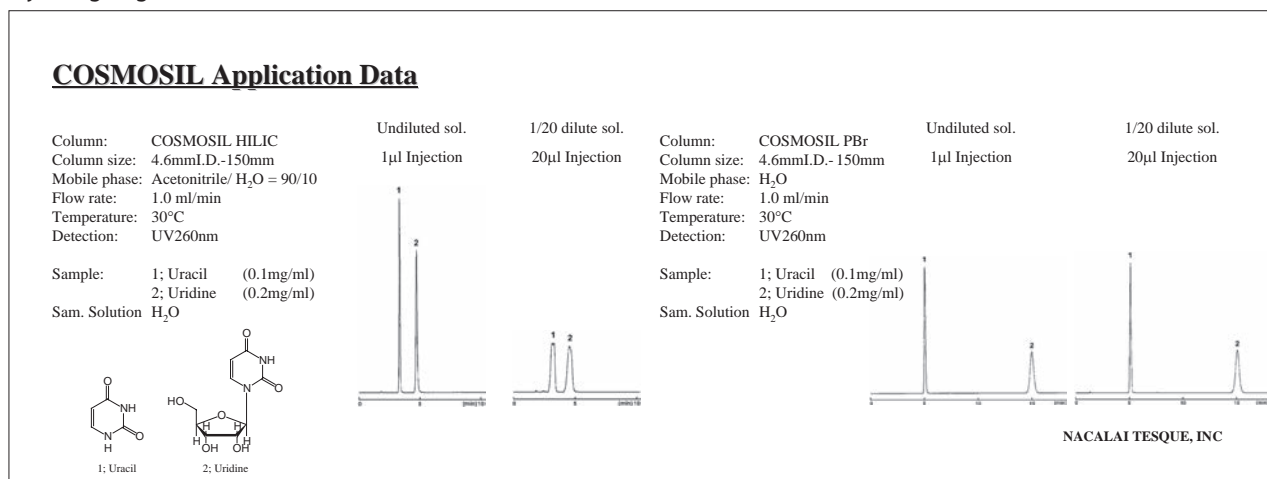 COSMOSIL Application Data
Column: COSMOSIL HILIC
Column size: 4.6mmI.D.-150mm
Mobile phase: Acetonitrile/ H₂O = 90/10
Flow rate: 1.0 ml/min
Temperature: 30°C
Detection: UV260nm
Sample: 1; Uracil (0.1mg/ml)
2; Uridine (0.2mg/ml)
Sam. Solution H₂O
O
NH
O
N
H
1; Uracil
O
NH
N
O
HO
O
H
H
H
H
OH
OH
2; Uridine
Undiluted sol.
1µl Injection
1
2
0
5
1/20 dilute sol.
20µl Injection
1
2
0
5
Column: COSMOSIL PBr
Column size: 4.6mmI.D.- 150mm
Mobile phase: H₂O
Flow rate: 1.0 ml/min
Temperature: 30°C
Detection: UV260nm
Sample: 1; Uracil (0.1mg/ml)
2; Uridine (0.2mg/ml)
Sam. Solution H₂O
Undiluted sol.
1µl Injection
1
2
1/20 dilute sol.
20µl Injection
1
2
NACALAI TESQUE, INC